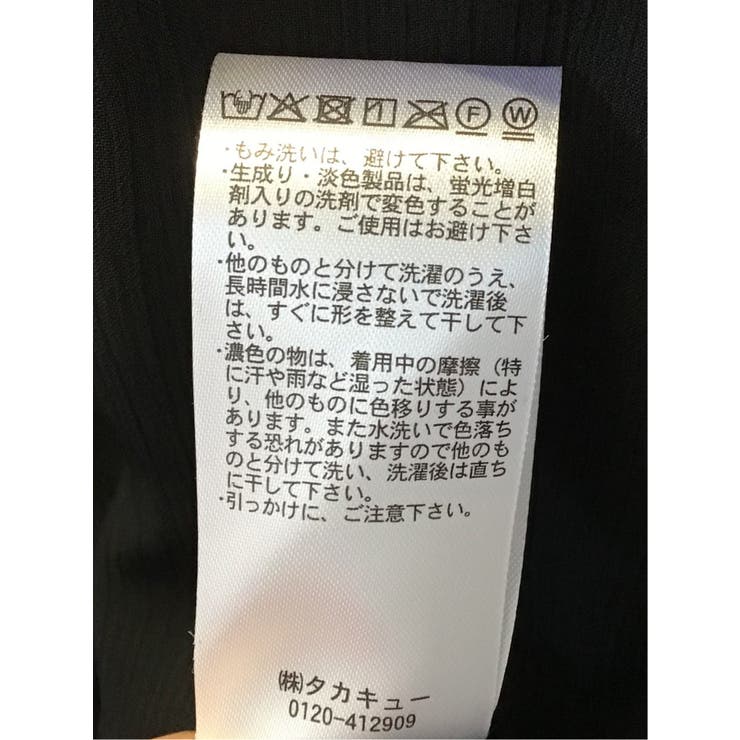 F W
・もみ洗いは、避けて下さい。
・生成り・淡色製品は、蛍光増白
剤入りの洗剤で変色することが
あります。ご使用はお避け下さ
い。
・他のものと分けて洗濯のうえ、
長時間水に浸さないで洗濯後
は、すぐに形を整えて干して下
さい。
・濃色の物は、着用中の摩擦（特
に汗や雨など湿った状態）によ
り、他のものに色移りする事が
あります。また水洗いで色落ち
する恐れがありますので他のも
のと分けて洗い、洗濯後は直ち
に干して下さい。
・引っかけに、ご注意下さい。
㈱タカキュー
0120-412909